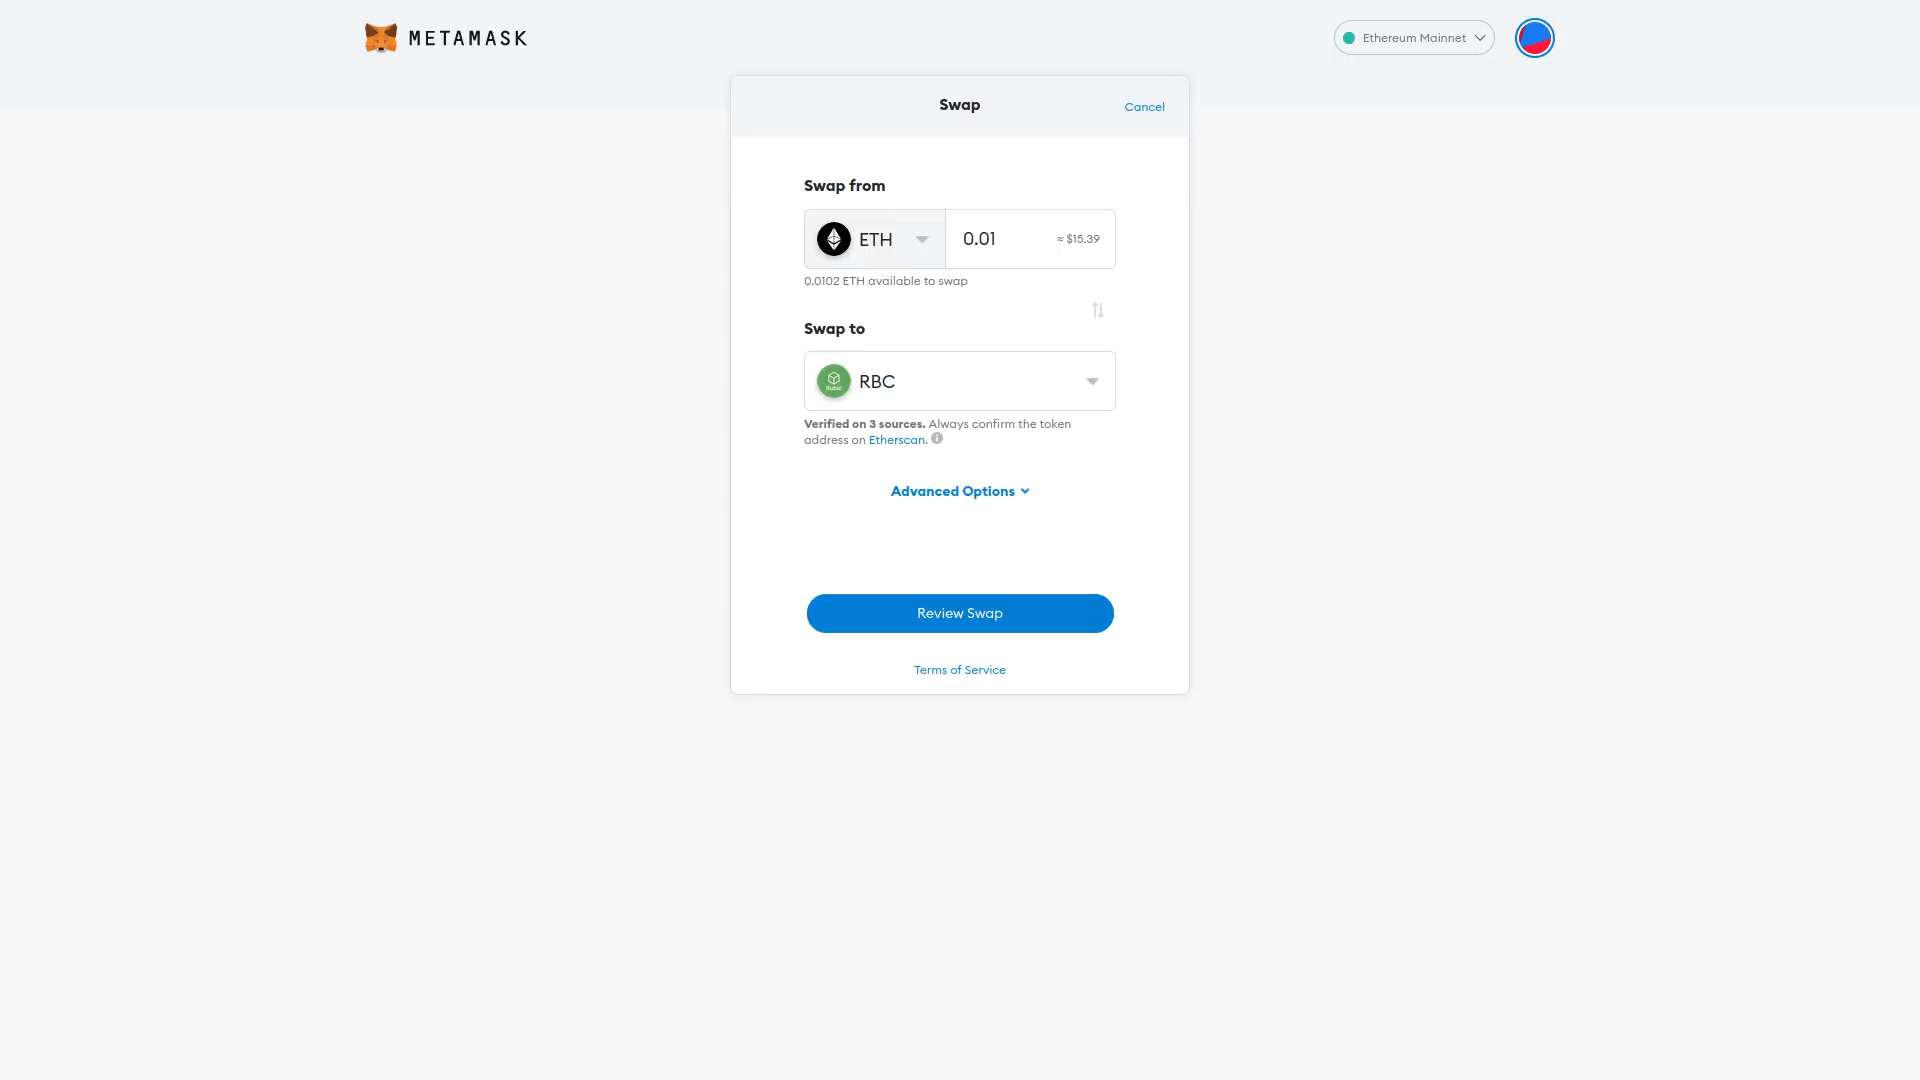 METAMASK
Ethereum Mainnet
Swap
Cancel
Swap from
ETH
0.01
≈ $15.39
0.0102 ETH available to swap
Swap to
Rubic
RBC
Verified on 3 sources. Always confirm the token
address on Etherscan.
Advanced Options
Review Swap
Terms of Service